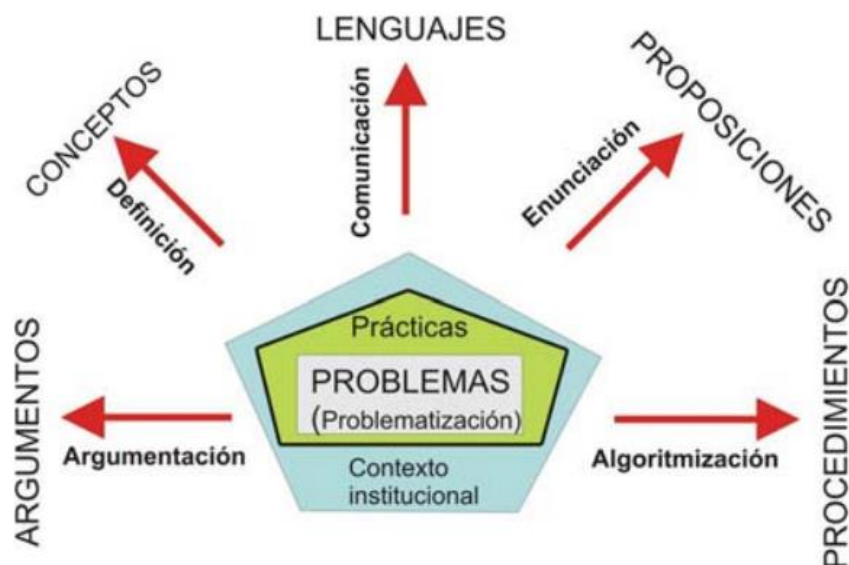 LENGUAJES
CONCEPTOS
PROPOSICIONES
Definición
Comunicación
Enunciación
Prácticas
PROBLEMAS
(Problematización)
Contexto
institucional
ARGUMENTOS
Argumentación
Algoritmización
PROCEDIMIENTOS